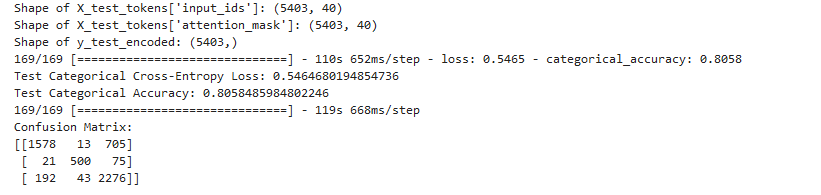 Shape of X_test_tokens['input_ids']: (5403, 40)
Shape of X_test_tokens['attention_mask']: (5403, 40)
Shape of y_test_encoded: (5403,)
169/169 [==============================] - 110s 652ms/step - loss: 0.5465 - categorical_accuracy: 0.8058
Test Categorical Cross-Entropy Loss: 0.5464680194854736
Test Categorical Accuracy: 0.8058485984802246
169/169 [==============================] - 119s 668ms/step
Confusion Matrix:
[[1578   13  705]
 [  21  500   75]
 [ 192   43 2276]]